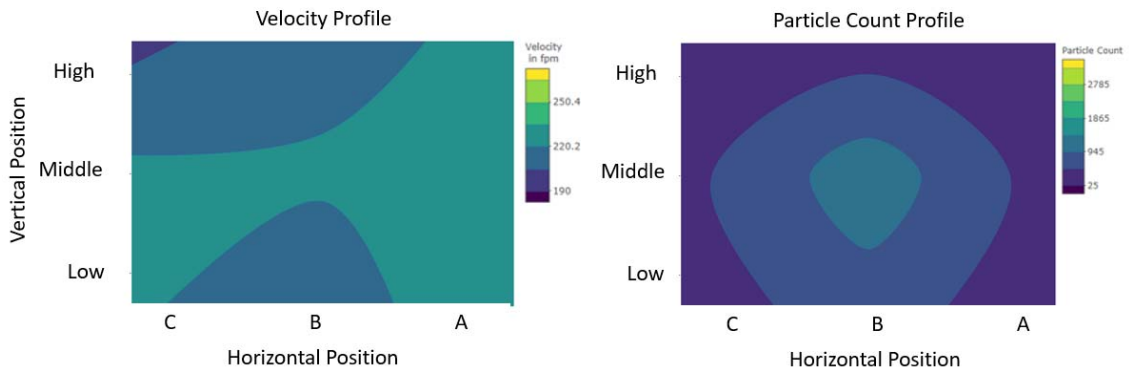 Velocity Profile
Vertical Position
High
Middle
Low
C B A
Horizontal Position
Velocity
in fpm
250.4
220.2
190
Particle Count Profile
High
Middle
Low
C B A
Horizontal Position
Particle Count
2785
1865
945
25